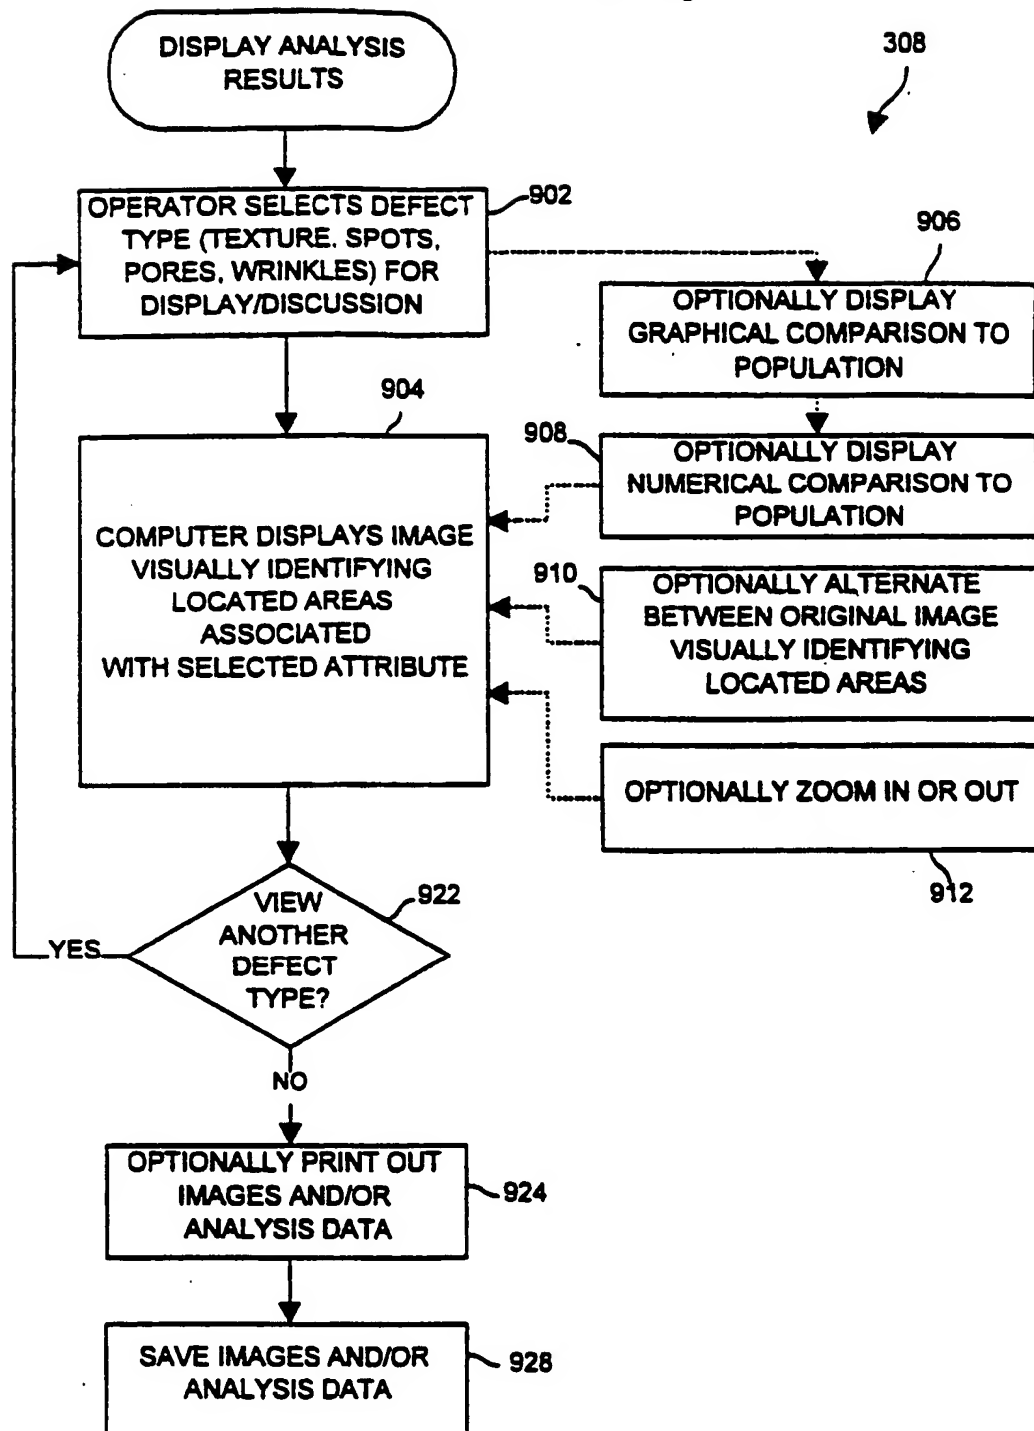 DISPLAY ANALYSIS
RESULTS
308
OPERATOR SELECTS DEFECT
TYPE (TEXTURE. SPOTS,
PORES, WRINKLES) FOR
DISPLAY/DISCUSSION
902
906
OPTIONALLY DISPLAY
GRAPHICAL COMPARISON TO
POPULATION
904
COMPUTER DISPLAYS IMAGE
VISUALLY IDENTIFYING
LOCATED AREAS
ASSOCIATED
WITH SELECTED ATTRIBUTE
908
OPTIONALLY DISPLAY
NUMERICAL COMPARISON TO
POPULATION
910
OPTIONALLY ALTERNATE
BETWEEN ORIGINAL IMAGE
VISUALLY IDENTIFYING
LOCATED AREAS
OPTIONALLY ZOOM IN OR OUT
912
VIEW
ANOTHER
DEFECT
TYPE?
922
YES
NO
OPTIONALLY PRINT OUT
IMAGES AND/OR
ANALYSIS DATA
924
SAVE IMAGES AND/OR
ANALYSIS DATA
928